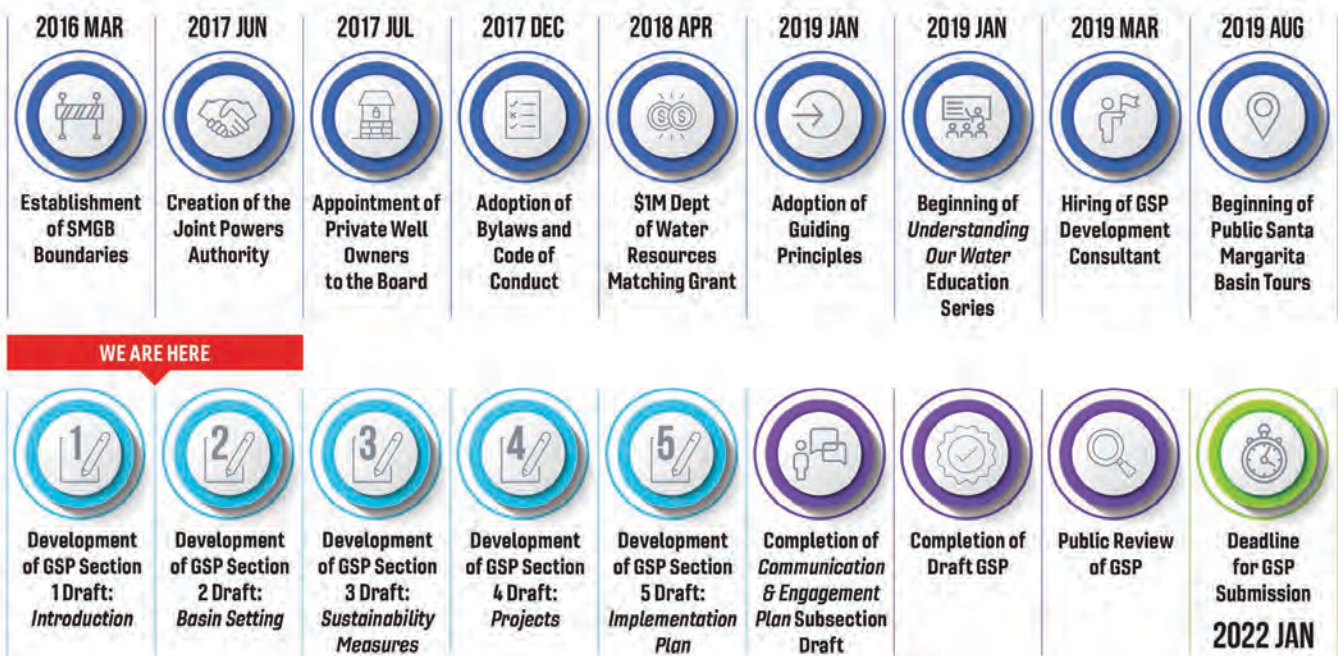 2016 MAR
Establishment
of SMGB
Boundaries
2017 JUN
Creation of the
Joint Powers
Authority
2017 JUL
Appointment of
Private Well
Owners
to the Board
2017 DEC
Adoption of
Bylaws and
Code of
Conduct
2018 APR
$ $
$1M Dept
of Water
Resources
Matching Grant
2019 JAN
Adoption of
Guiding
Principles
2019 JAN
Beginning of
Understanding
Our Water
Education
Series
2019 MAR
Hiring of GSP
Development
Consultant
2019 AUG
Beginning of
Public Santa
Margarita
Basin Tours
WE ARE HERE
1
Development
of GSP Section
1 Draft:
Introduction
2
Development
of GSP Section
2 Draft:
Basin Setting
3
Development
of GSP Section
3 Draft:
Sustainability
Measures
4
Development
of GSP Section
4 Draft:
Projects
5
Development
of GSP Section
5 Draft:
Implementation
Plan
Completion of
Communication
& Engagement
Plan Subsection
Draft
Completion of
Draft GSP
Public Review
of GSP
Deadline
for GSP
Submission
2022 JAN